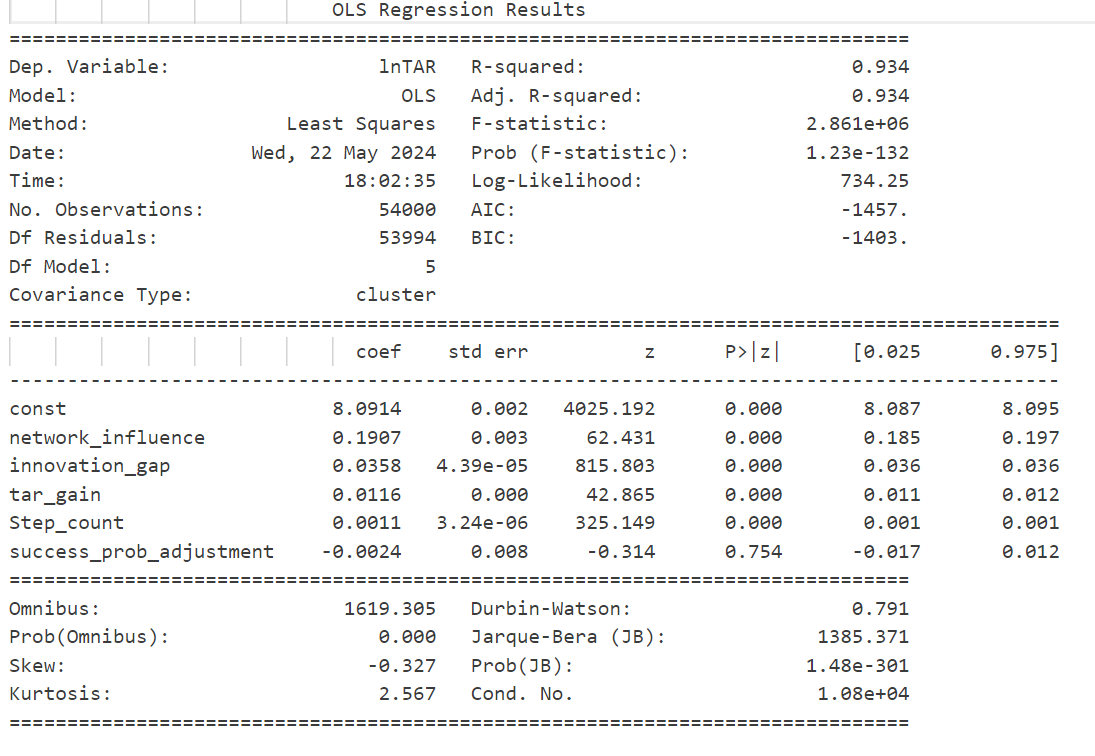 OLS Regression Results
==============================================================================
Dep. Variable: lnTAR R-squared: 0.934
Model: OLS Adj. R-squared: 0.934
Method: Least Squares F-statistic: 2.861e+06
Date: Wed, 22 May 2024 Prob (F-statistic): 1.23e-132
Time: 18:02:35 Log-Likelihood: 734.25
No. Observations: 54000 AIC: -1457.
Df Residuals: 53994 BIC: -1403.
Df Model: 5
Covariance Type: cluster
===========================================================================================
coef std err z P>|z| [0.025 0.975]
-------------------------------------------------------------------------------------------
const 8.0914 0.002 4025.192 0.000 8.087 8.095
network_influence 0.1907 0.003 62.431 0.000 0.185 0.197
innovation_gap 0.0358 4.39e-05 815.803 0.000 0.036 0.036
tar_gain 0.0116 0.000 42.865 0.000 0.011 0.012
Step_count 0.0011 3.24e-06 325.149 0.000 0.001 0.001
success_prob_adjustment -0.0024 0.008 -0.314 0.754 -0.017 0.012
==============================================================================
Omnibus: 1619.305 Durbin-Watson: 0.791
Prob(Omnibus): 0.000 Jarque-Bera (JB): 1385.371
Skew: -0.327 Prob(JB): 1.48e-301
Kurtosis: 2.567 Cond. No. 1.08e+04
==============================================================================